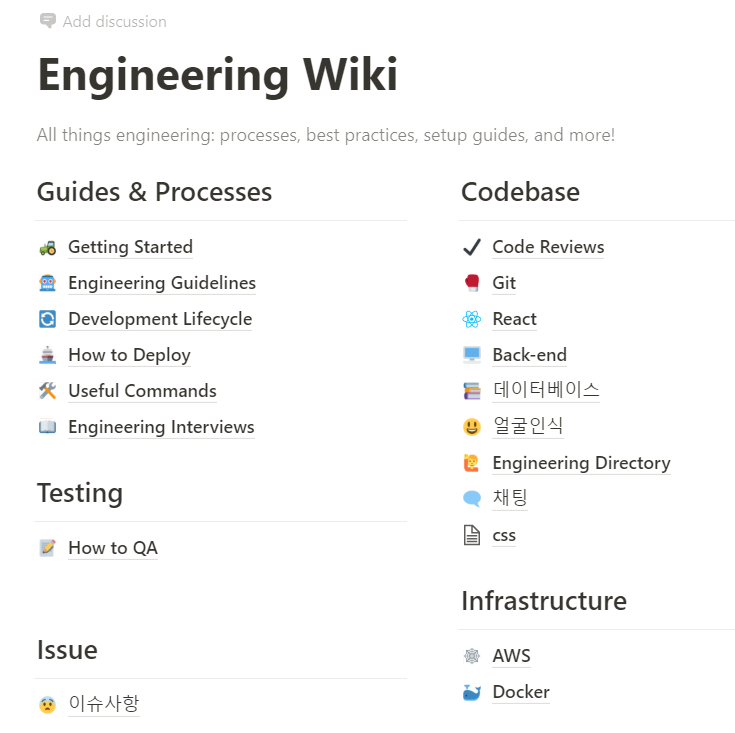 Add discussion
Engineering Wiki
All things engineering: processes, best practices, setup guides, and more!
Guides & Processes
Getting Started
Engineering Guidelines
Development Lifecycle
How to Deploy
Useful Commands
Engineering Interviews
Testing
How to QA
Issue
이슈사항
Codebase
Code Reviews
Git
React
Back-end
데이터베이스
얼굴인식
Engineering Directory
채팅
css
Infrastructure
AWS
Docker